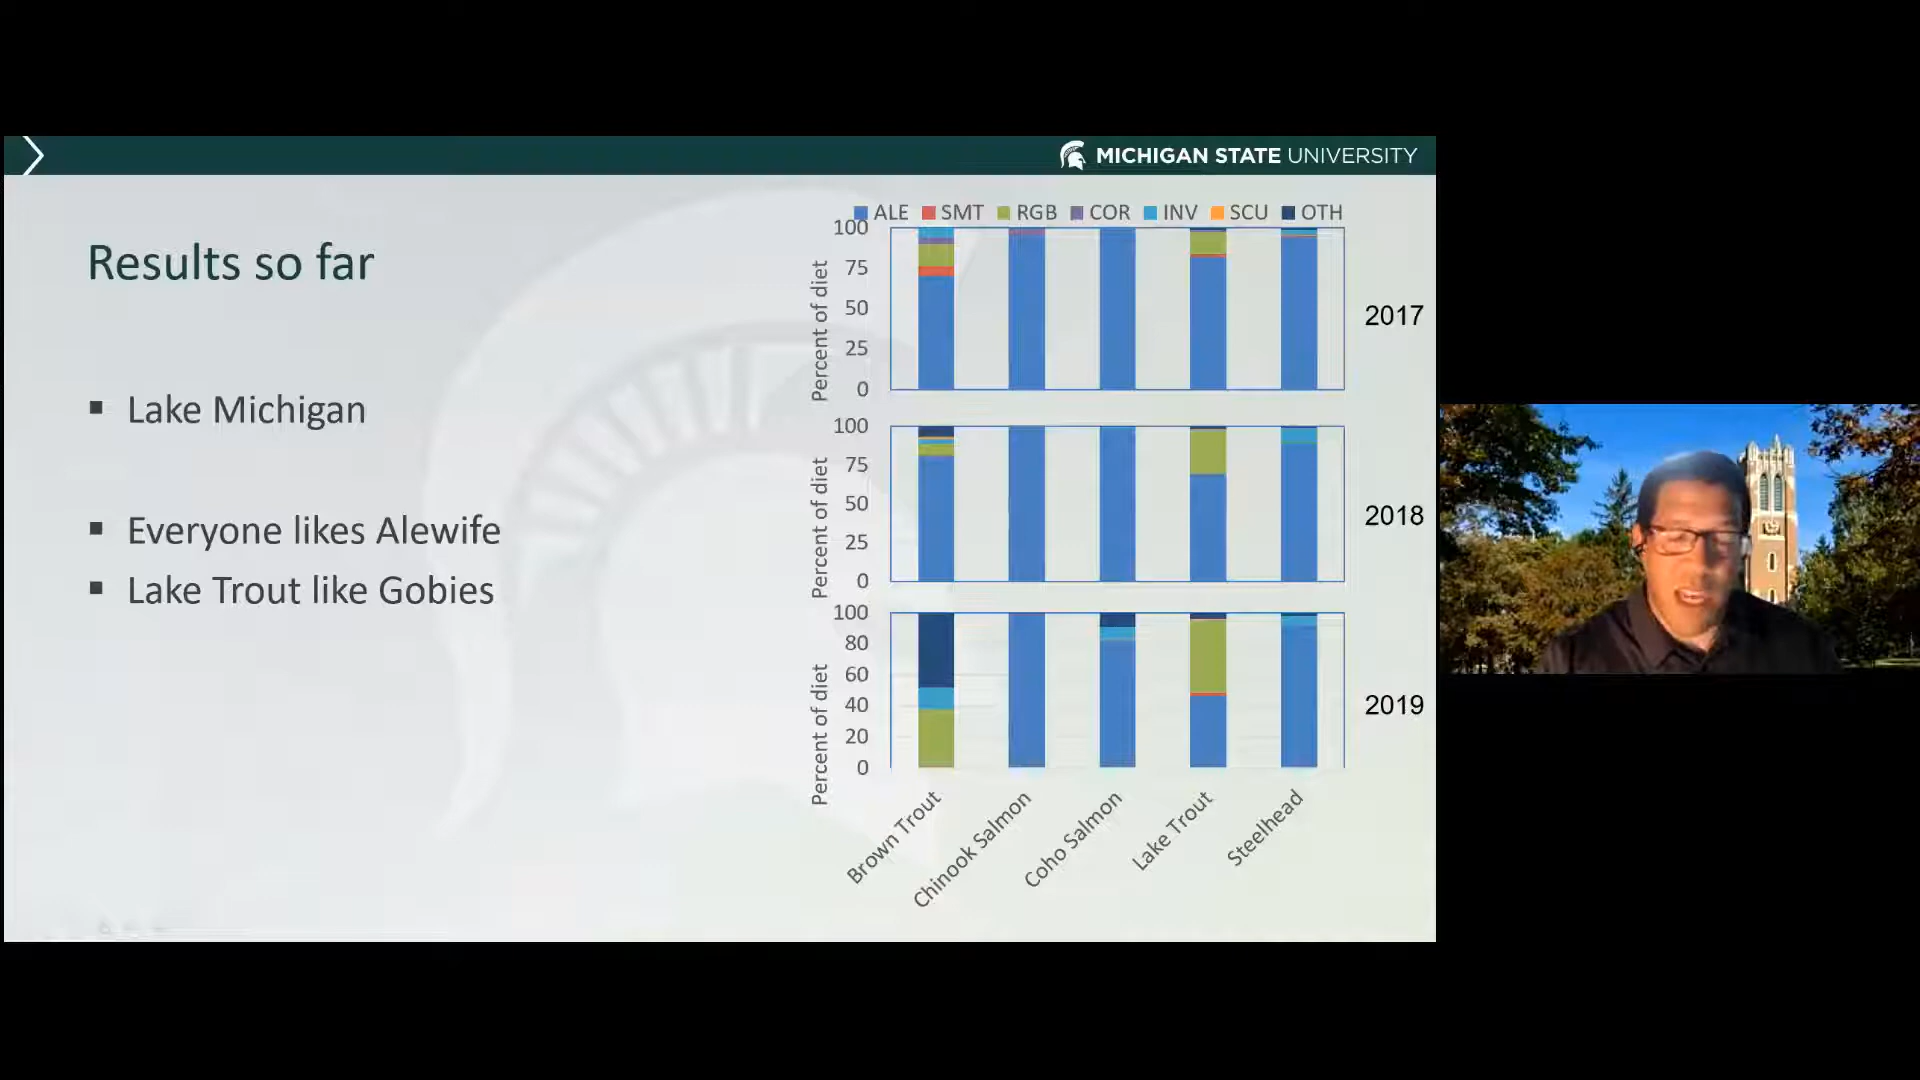 MICHIGAN STATE UNIVERSITY
Results so far
Lake Michigan
Everyone likes Alewife
Lake Trout like Gobies
ALE SMT RGB COR INV SCU OTH
Percent of diet
100
75
50
25
0
2017
Percent of diet
100
75
50
25
0
2018
Percent of diet
100
80
60
40
20
0
2019
Brown Trout
Chinook Salmon
Coho Salmon
Lake Trout
Steelhead